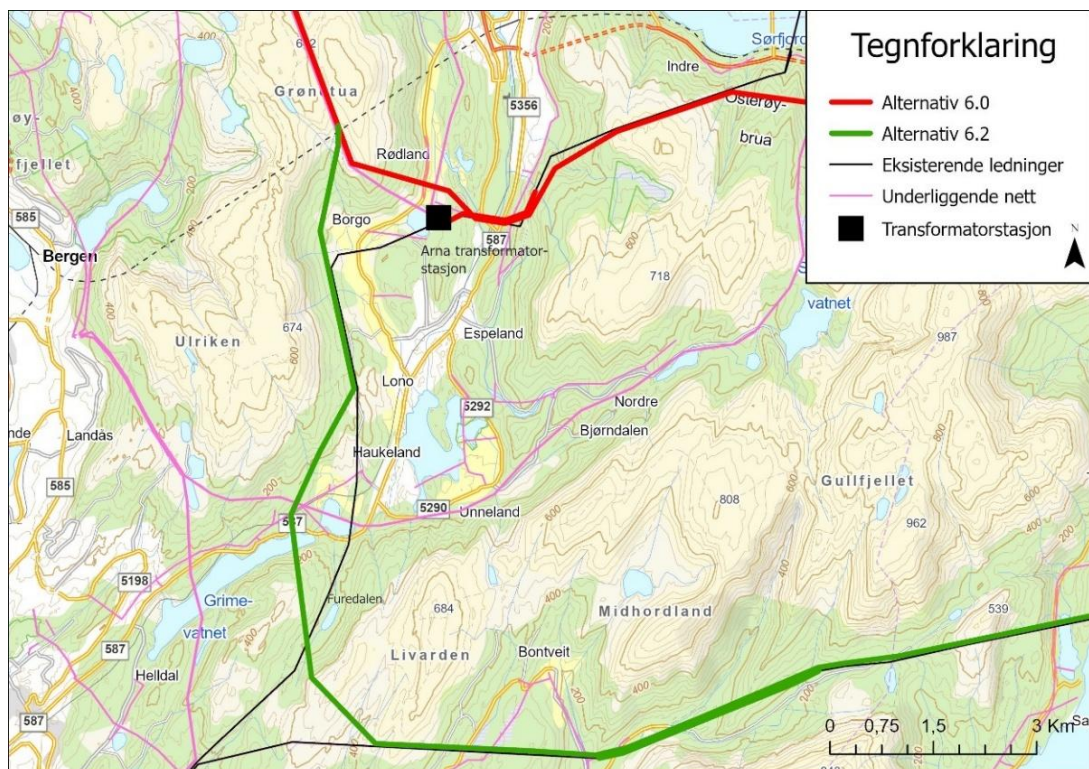 Tegnforklaring
Alternativ 6.0
Alternativ 6.2
Eksisterende ledninger
Underliggende nett
Transformatorstasjon
N
400
200
Sørfjord
Indre
Grønetua
5356
Osterøy-
brua
øy-
fjellet
Rødland
585
Borgo
Arna transformator-
stasjon
587
Bergen
718
vatnet
674
987
Ulriken
Espeland
Lono
5292
Nordre
Landås
Bjørndalen
Haukeland
Gullfjellet
585
808
5290
Unneland
587
962
5198
Grime-
vatnet
Furedalen
684
Midhordland
539
587
Livarden
Bontveit
Helldal
587
0 0,75 1,5 3 Km